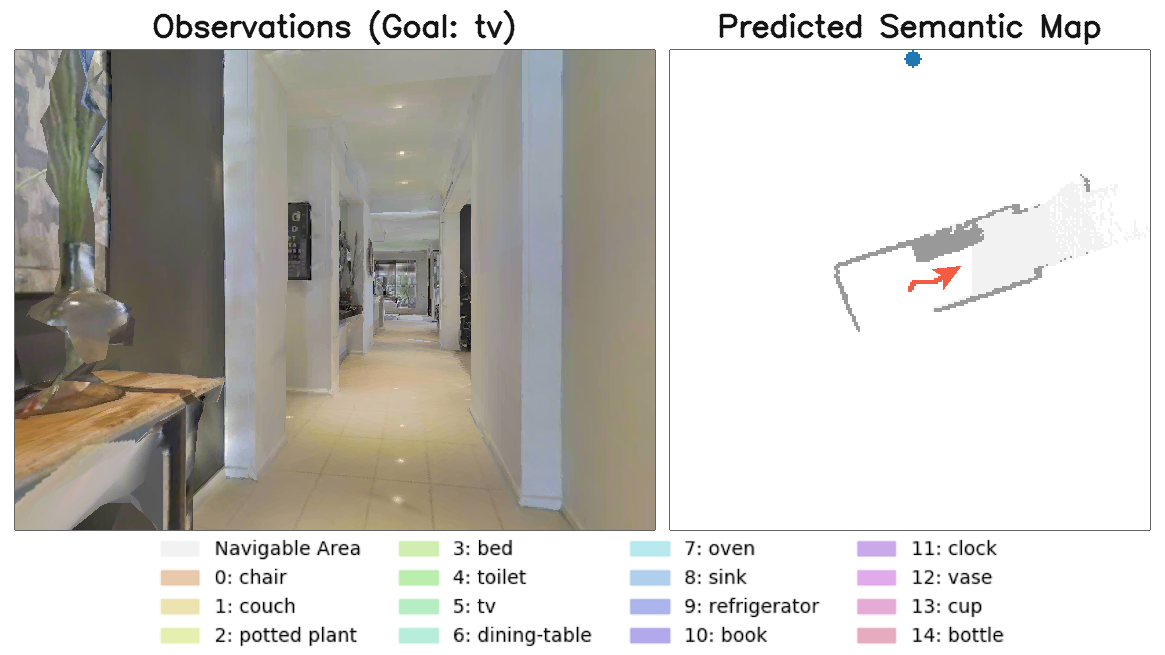 Observations (Goal: tv)
Predicted Semantic Map
Navigable Area
0: chair
1: couch
2: potted plant
3: bed
4: toilet
5: tv
6: dining-table
7: oven
8: sink
9: refrigerator
10: book
11: clock
12: vase
13: cup
14: bottle